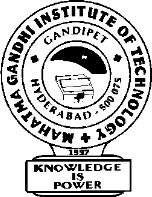 MAHATMA GANDHI INSTITUTE OF TECHNOLOGY
GANDIPET
HYDERABAD - 500 075
1997
KNOWLEDGE
IS
POWER